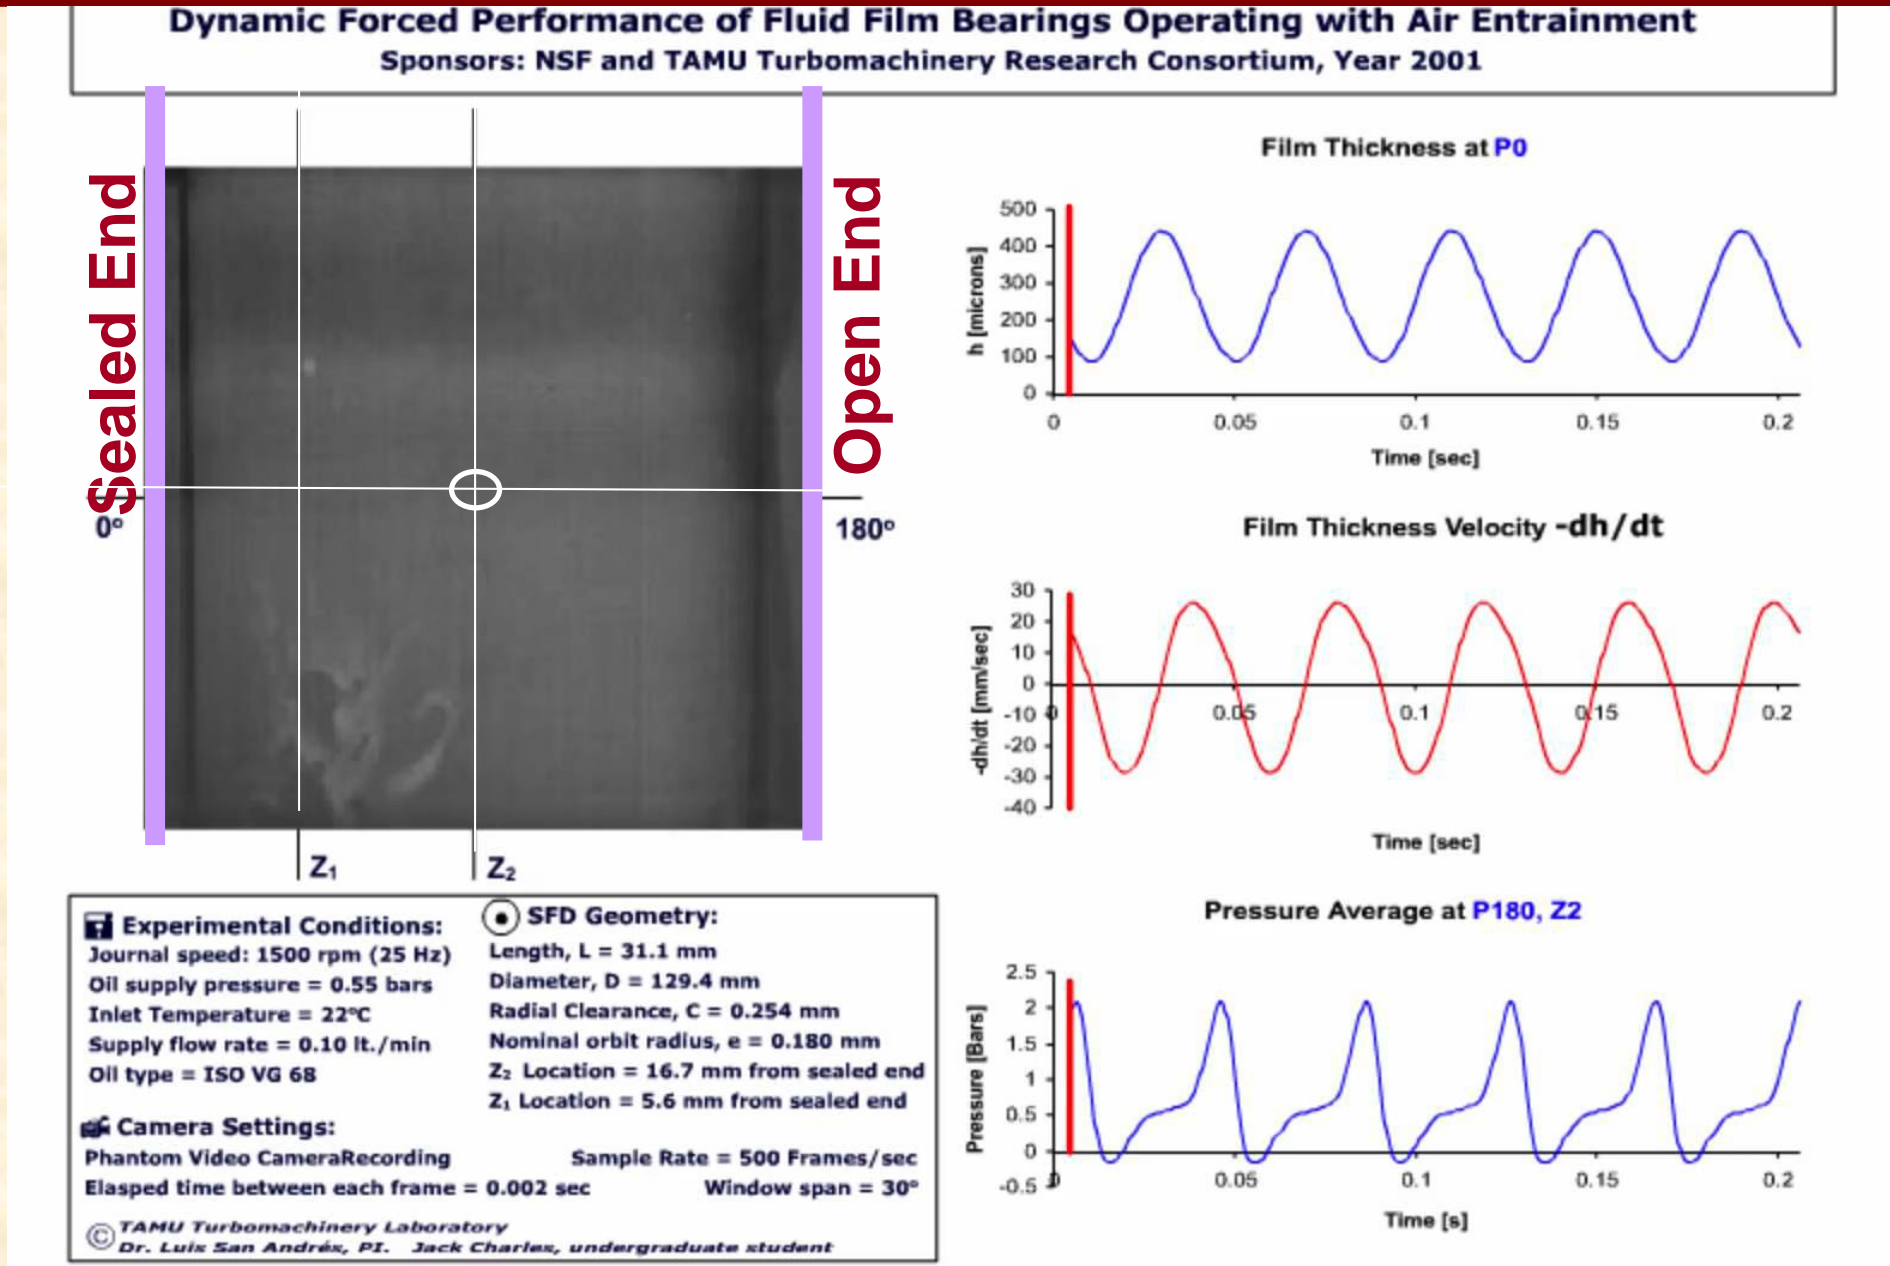 Dynamic Forced Performance of Fluid Film Bearings Operating with Air Entrainment
Sponsors: NSF and TAMU Turbomachinery Research Consortium, Year 2001
Sealed End
Open End
0º
180º
Z₁
Z₂
Film Thickness at P0
h [microns]
500
400
300
200
100
0
0 0.05 0.1 0.15 0.2
Time [sec]
Film Thickness Velocity -dh/dt
-dh/dt [mm/sec]
30
20
10
0
-10
-20
-30
-40
0 0.05 0.1 0.15 0.2
Time [sec]
Pressure Average at P180, Z2
Pressure [Bars]
2.5
2
1.5
1
0.5
0
-0.5
0 0.05 0.1 0.15 0.2
Time [s]
Experimental Conditions:
Journal speed: 1500 rpm (25 Hz)
Oil supply pressure = 0.55 bars
Inlet Temperature = 22ºC
Supply flow rate = 0.10 lt./min
Oil type = ISO VG 68
SFD Geometry:
Length, L = 31.1 mm
Diameter, D = 129.4 mm
Radial Clearance, C = 0.254 mm
Nominal orbit radius, e = 0.180 mm
Z₂ Location = 16.7 mm from sealed end
Z₁ Location = 5.6 mm from sealed end
Camera Settings:
Phantom Video CameraRecording Sample Rate = 500 Frames/sec
Elasped time between each frame = 0.002 sec Window span = 30º
© TAMU Turbomachinery Laboratory
Dr. Luis San Andrés, PI. Jack Charles, undergraduate student